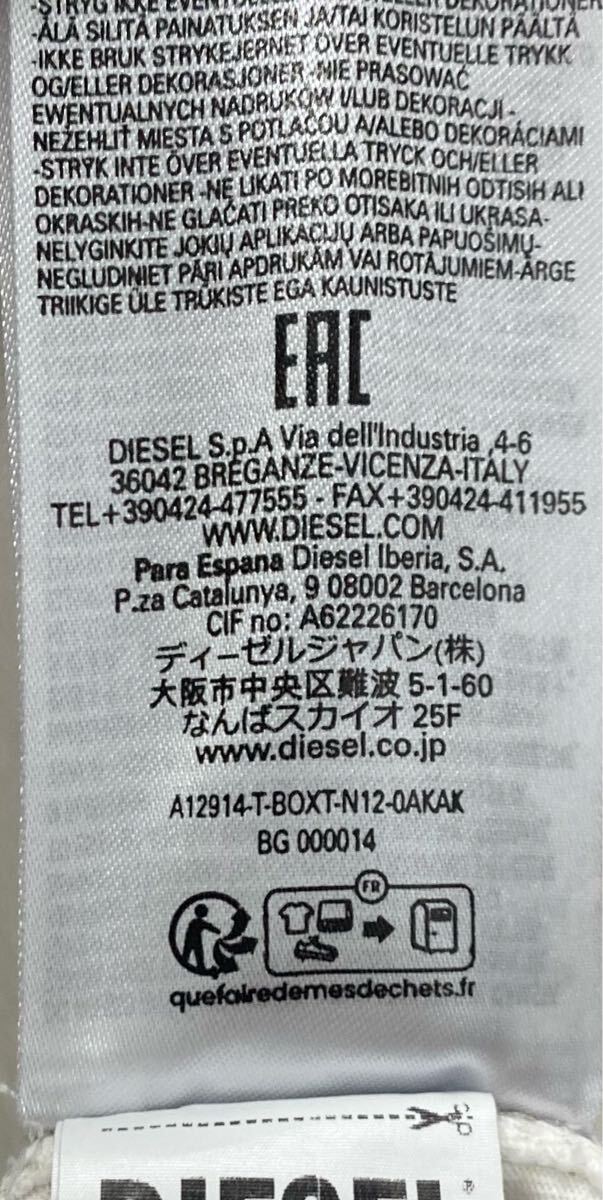 -STRYG IKKE
-ÄLÄ SILITÄ PAINATUKSEN JA/TAI KORISTELUN PÄÄLTÄ
-IKKE BRUK STRYKEJERNET OVER EVENTUELLE TRYKK
OG/ELLER DEKORASJONER -NIE PRASOWAĆ
EWENTUALNYCH NADRUKÓW I/LUB DEKORACJI-
NEŽEHLIŤ MIESTA S POTLAČOU A/ALEBO DEKORÁCIAMI
-STRYK INTE ÖVER EVENTUELLA TRYCK OCH/ELLER
DEKORATIONER -NE LIKATI PO MOREBITNIH ODTISIH ALI
OKRASKIH-NE GLAČATI PREKO OTISAKA ILI UKRASA-
NELYGINKITE JOKIŲ APLIKACIJŲ ARBA PAPUOŠIMŲ-
NEGLUDINIET PĀRI APDRUKĀM VAI ROTĀJUMIEM-ÄRGE
TRIIKIGE ÜLE TRÜKISTE EGA KAUNISTUSTE
EAC
DIESEL S.p.A Via dell'Industria ,4-6
36042 BREGANZE-VICENZA-ITALY
TEL+390424-477555 - FAX+390424-411955
WWW.DIESEL.COM
Para Espana Diesel Iberia, S.A.
P.za Catalunya, 9 08002 Barcelona
CIF no: A62226170
ディーゼルジャパン(株)
大阪市中央区難波 5-1-60
なんばスカイオ 25F
www.diesel.co.jp
A12914-T-BOXT-N12-0AKAK
BG 000014
FR
quefairedemesdechets.fr
DIESEL®